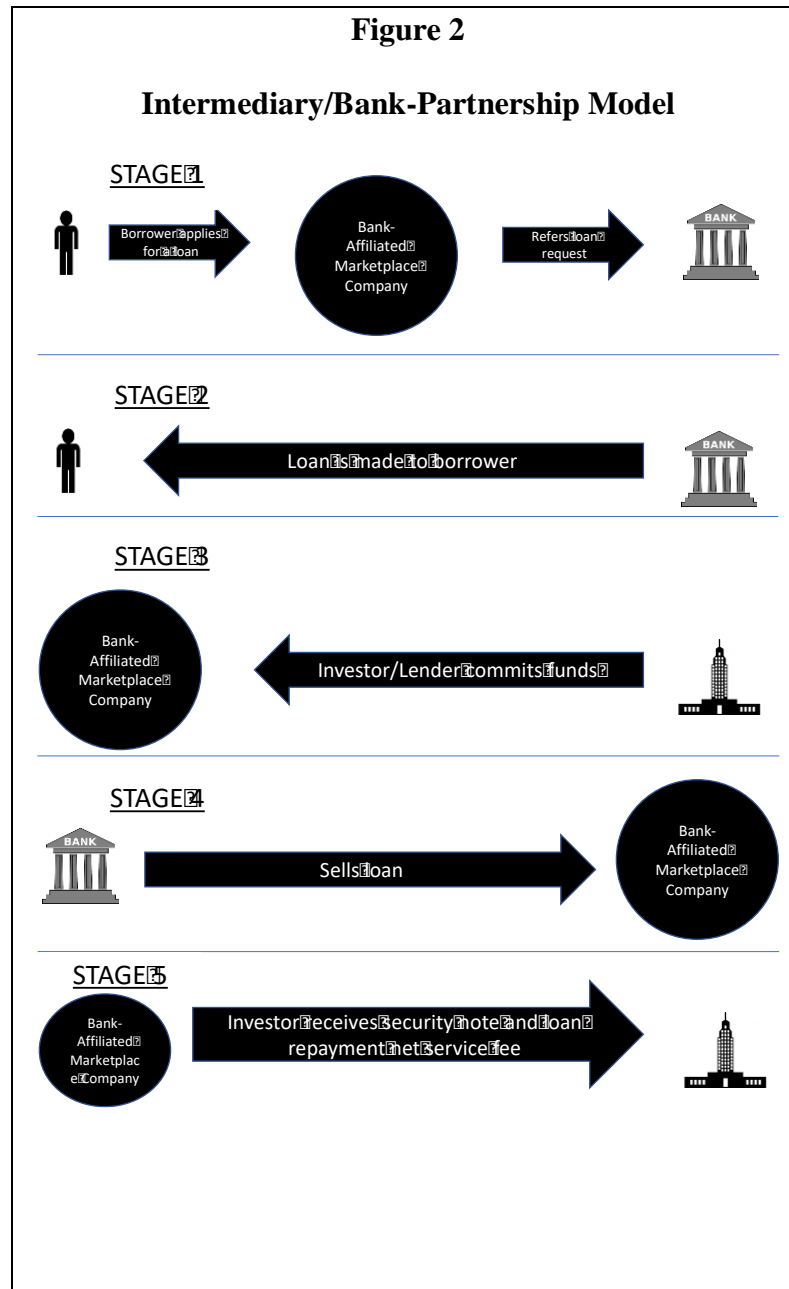 Figure 2
Intermediary/Bank-Partnership Model
STAGE 1
Borrower applies
for a loan
Bank-
Affiliated
Marketplace
Company
Refers loan
request
BANK
STAGE 2
Loan is made to borrower
BANK
STAGE 3
Bank-
Affiliated
Marketplace
Company
Investor/Lender commits funds
STAGE 4
BANK
Sells loan
Bank-
Affiliated
Marketplace
Company
STAGE 5
Bank-
Affiliated
Marketplac
e Company
Investor receives security note and loan
repayment net service fee